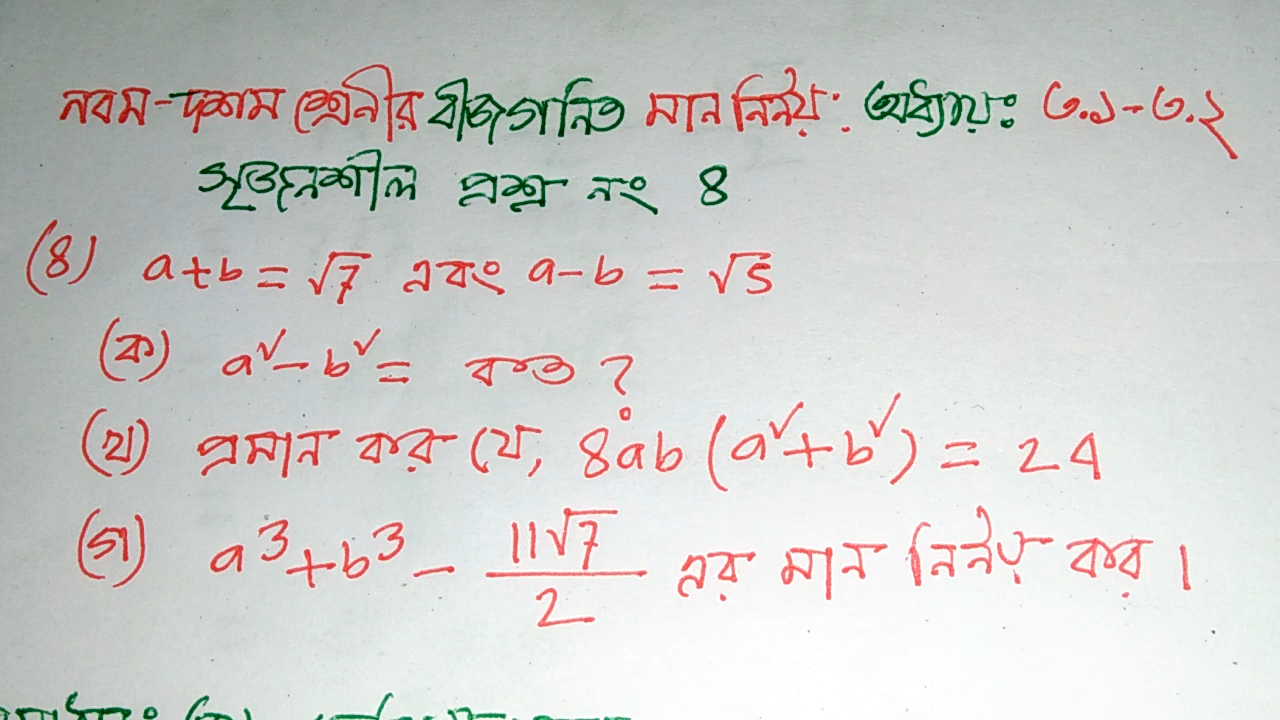 নবম-দশম শ্রেনীর বীজগনিত মান নির্নয়: অধ্যায়ঃ ৩.১-৩.২
সৃজনশীল প্রশ্ন নং ৪
(৪) a+b = √7 এবং a-b = √5
(ক) a² - b² = কত ?
(খ) প্রমান কর যে, 8ab (a²+b²) = 24
(গ) a³+b³ - 11√7/2 এর মান নির্নয় কর।